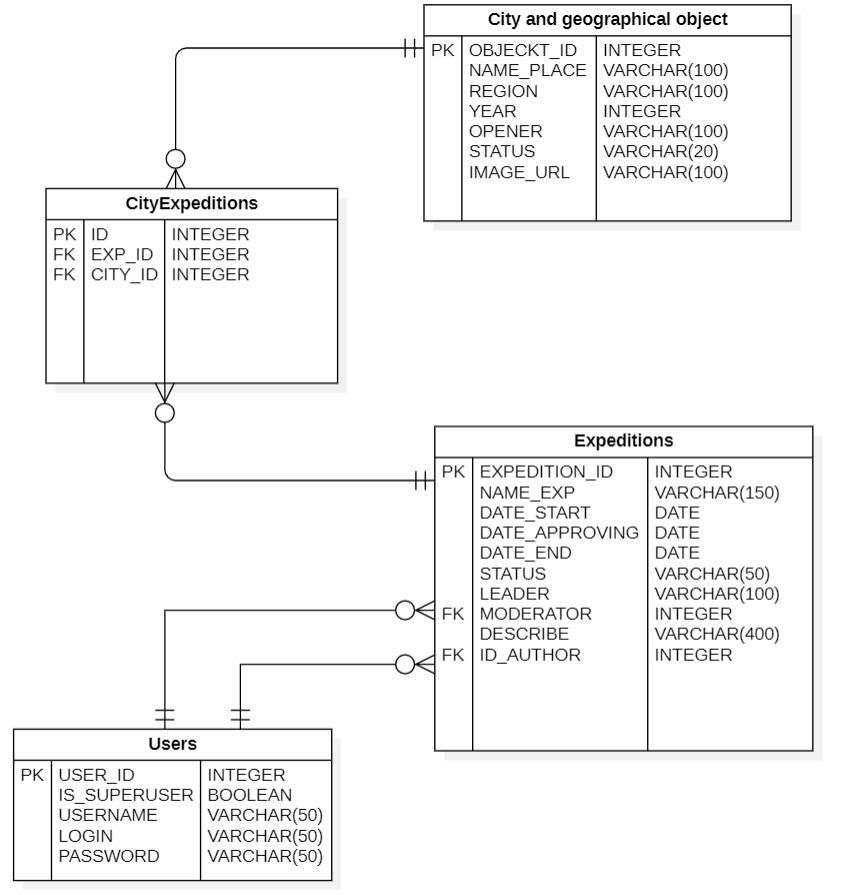 City and geographical object
PK OBJECKT_ID INTEGER
NAME_PLACE VARCHAR(100)
REGION VARCHAR(100)
YEAR INTEGER
OPENER VARCHAR(100)
STATUS VARCHAR(20)
IMAGE_URL VARCHAR(100)
CityExpeditions
PK ID INTEGER
FK EXP_ID INTEGER
FK CITY_ID INTEGER
Expeditions
PK EXPEDITION_ID INTEGER
NAME_EXP VARCHAR(150)
DATE_START DATE
DATE_APPROVING DATE
DATE_END DATE
STATUS VARCHAR(50)
LEADER VARCHAR(100)
FK MODERATOR INTEGER
DESCRIBE VARCHAR(400)
FK ID_AUTHOR INTEGER
Users
PK USER_ID INTEGER
IS_SUPERUSER BOOLEAN
USERNAME VARCHAR(50)
LOGIN VARCHAR(50)
PASSWORD VARCHAR(50)